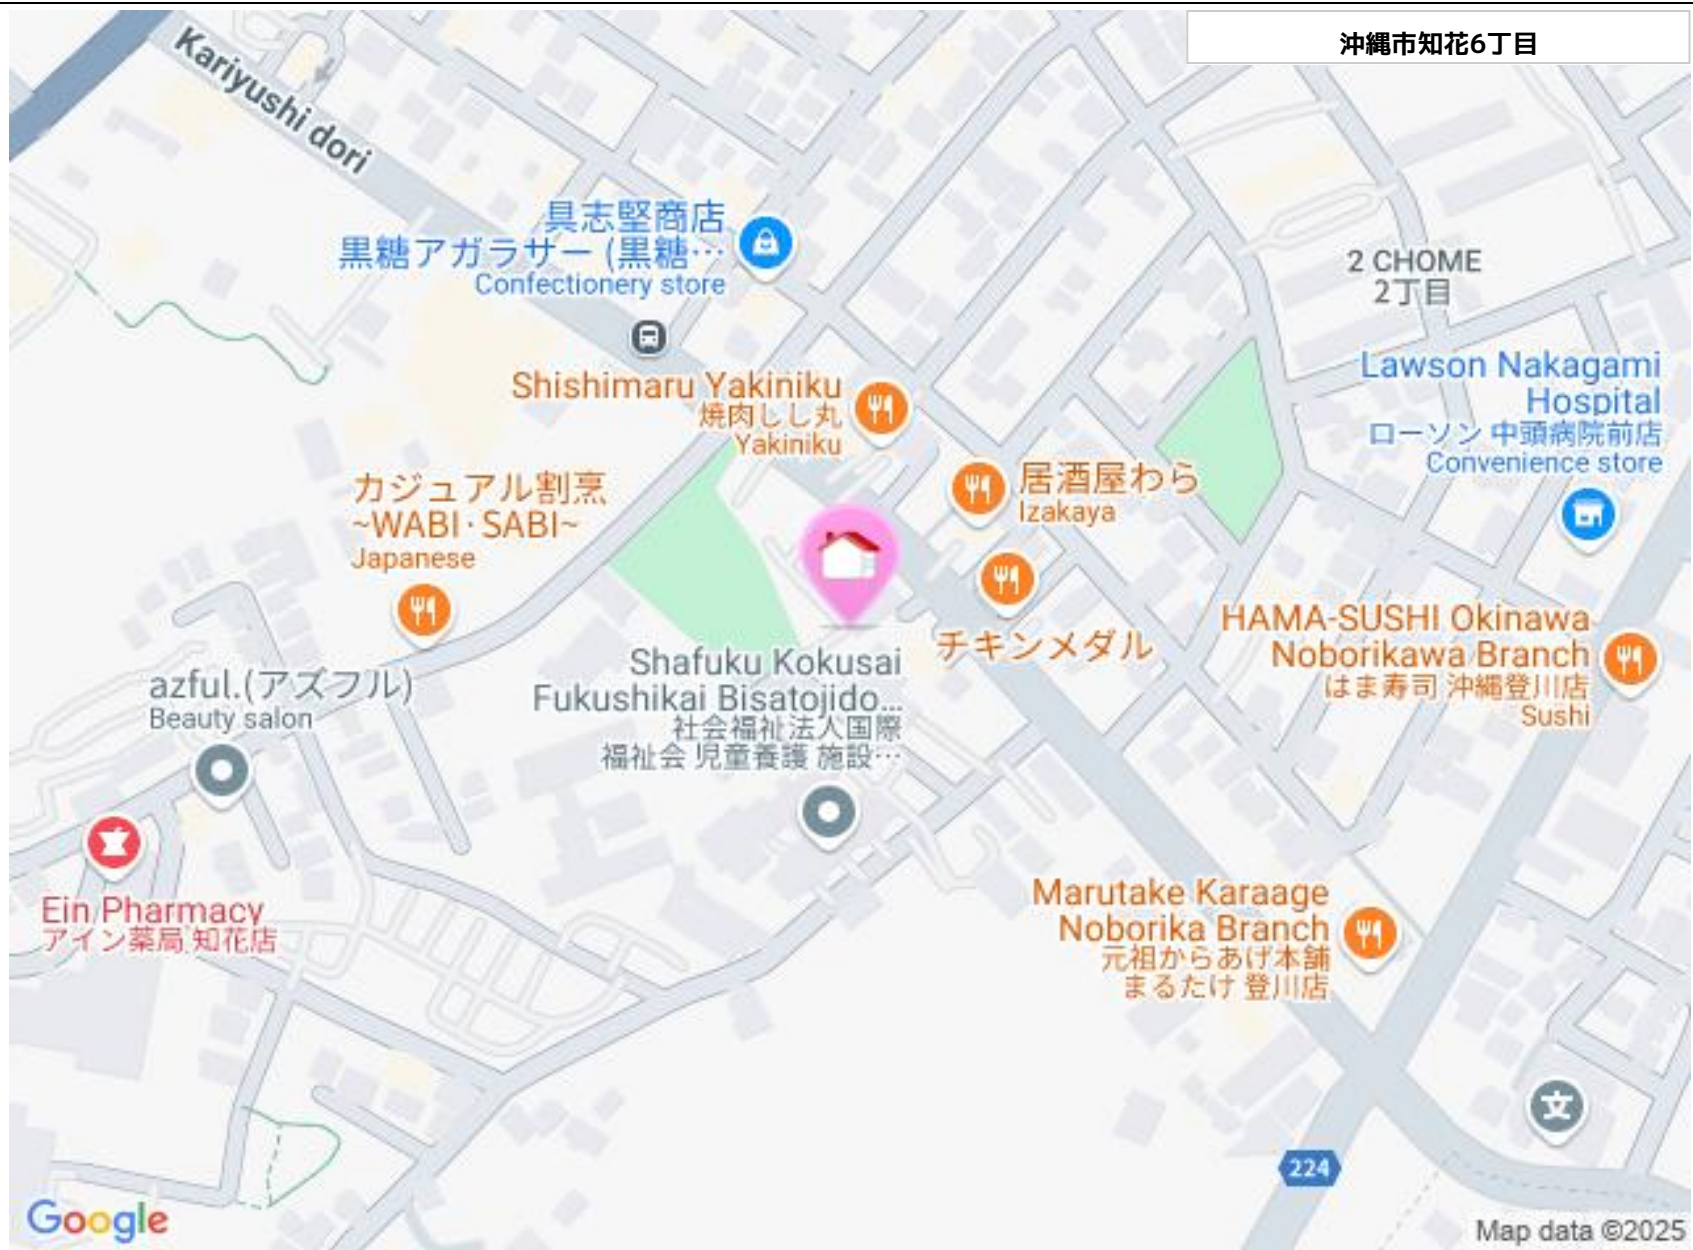 沖縄市知花6丁目
Kariyushi dori
具志堅商店
黒糖アガラサー (黒糖…
Confectionery store
2 CHOME
2丁目
Shishimaru Yakiniku
焼肉しし丸
Yakiniku
Lawson Nakagami
Hospital
ローソン 中頭病院前店
Convenience store
居酒屋わら
Izakaya
カジュアル割烹
~WABI · SABI~
Japanese
チキンメダル
HAMA-SUSHI Okinawa
Noborikawa Branch
はま寿司 沖縄登川店
Sushi
Shafuku Kokusai
Fukushikai Bisatojido...
社会福祉法人国際
福祉会 児童養護 施設…
azful.(アズフル)
Beauty salon
Ein Pharmacy
アイン薬局 知花店
Marutake Karaage
Noborika Branch
元祖からあげ本舗
まるたけ 登川店
文
224
Google
Map data ©2025